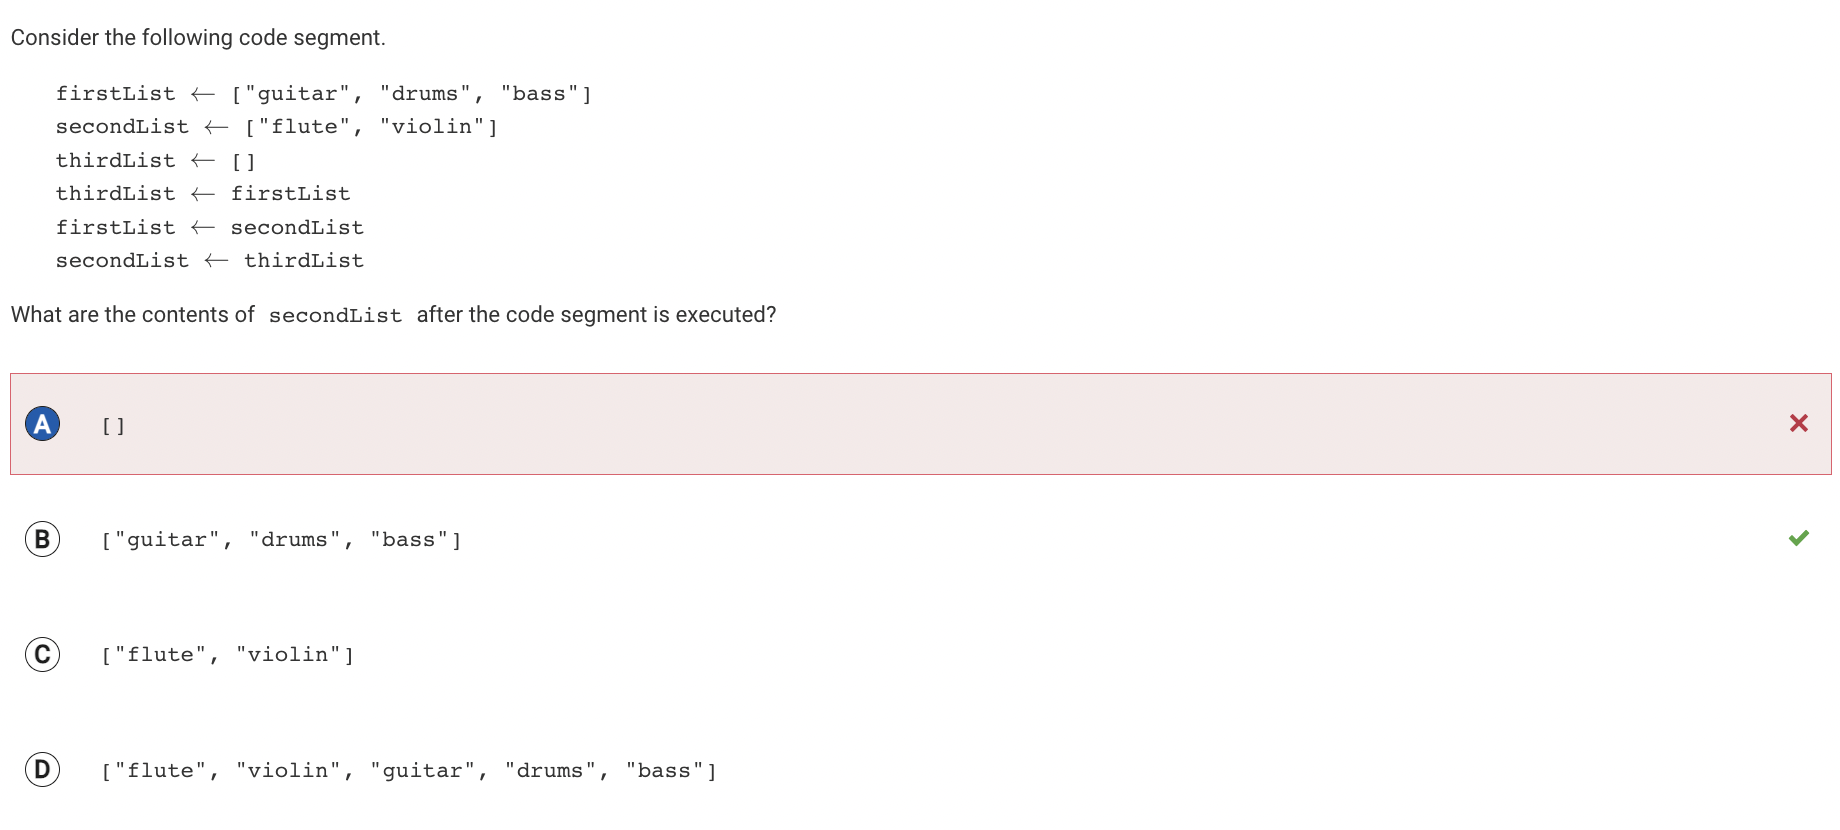 Consider the following code segment.
firstList ← ["guitar", "drums", "bass"]
secondList ← ["flute", "violin"]
thirdList ← []
thirdList ← firstList
firstList ← secondList
secondList ← thirdList
What are the contents of secondList after the code segment is executed?
A []
B ["guitar", "drums", "bass"]
C ["flute", "violin"]
D ["flute", "violin", "guitar", "drums", "bass"]